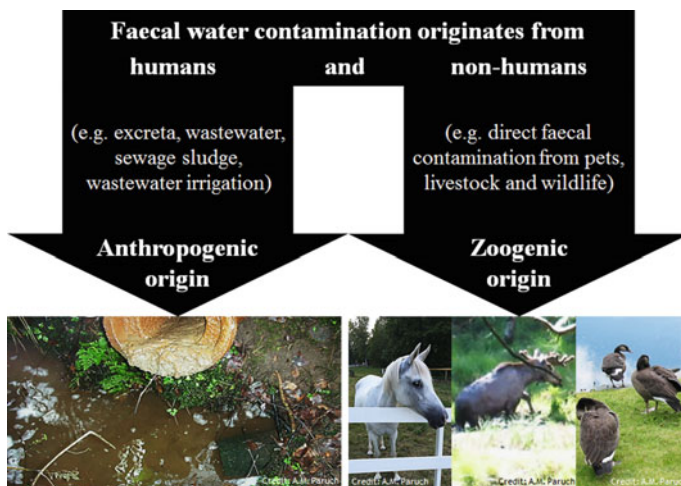 Faecal water contamination originates from
humans and non-humans
(e.g. excreta, wastewater,
sewage sludge,
wastewater irrigation)
(e.g. direct faecal
contamination from pets,
livestock and wildlife)
Anthropogenic
origin
Zoogenic
origin
Credit: A.M. Paruch
Credit: A.M. Paruch
Credit: A.M. Paruch
Credit: A.M. Paruch